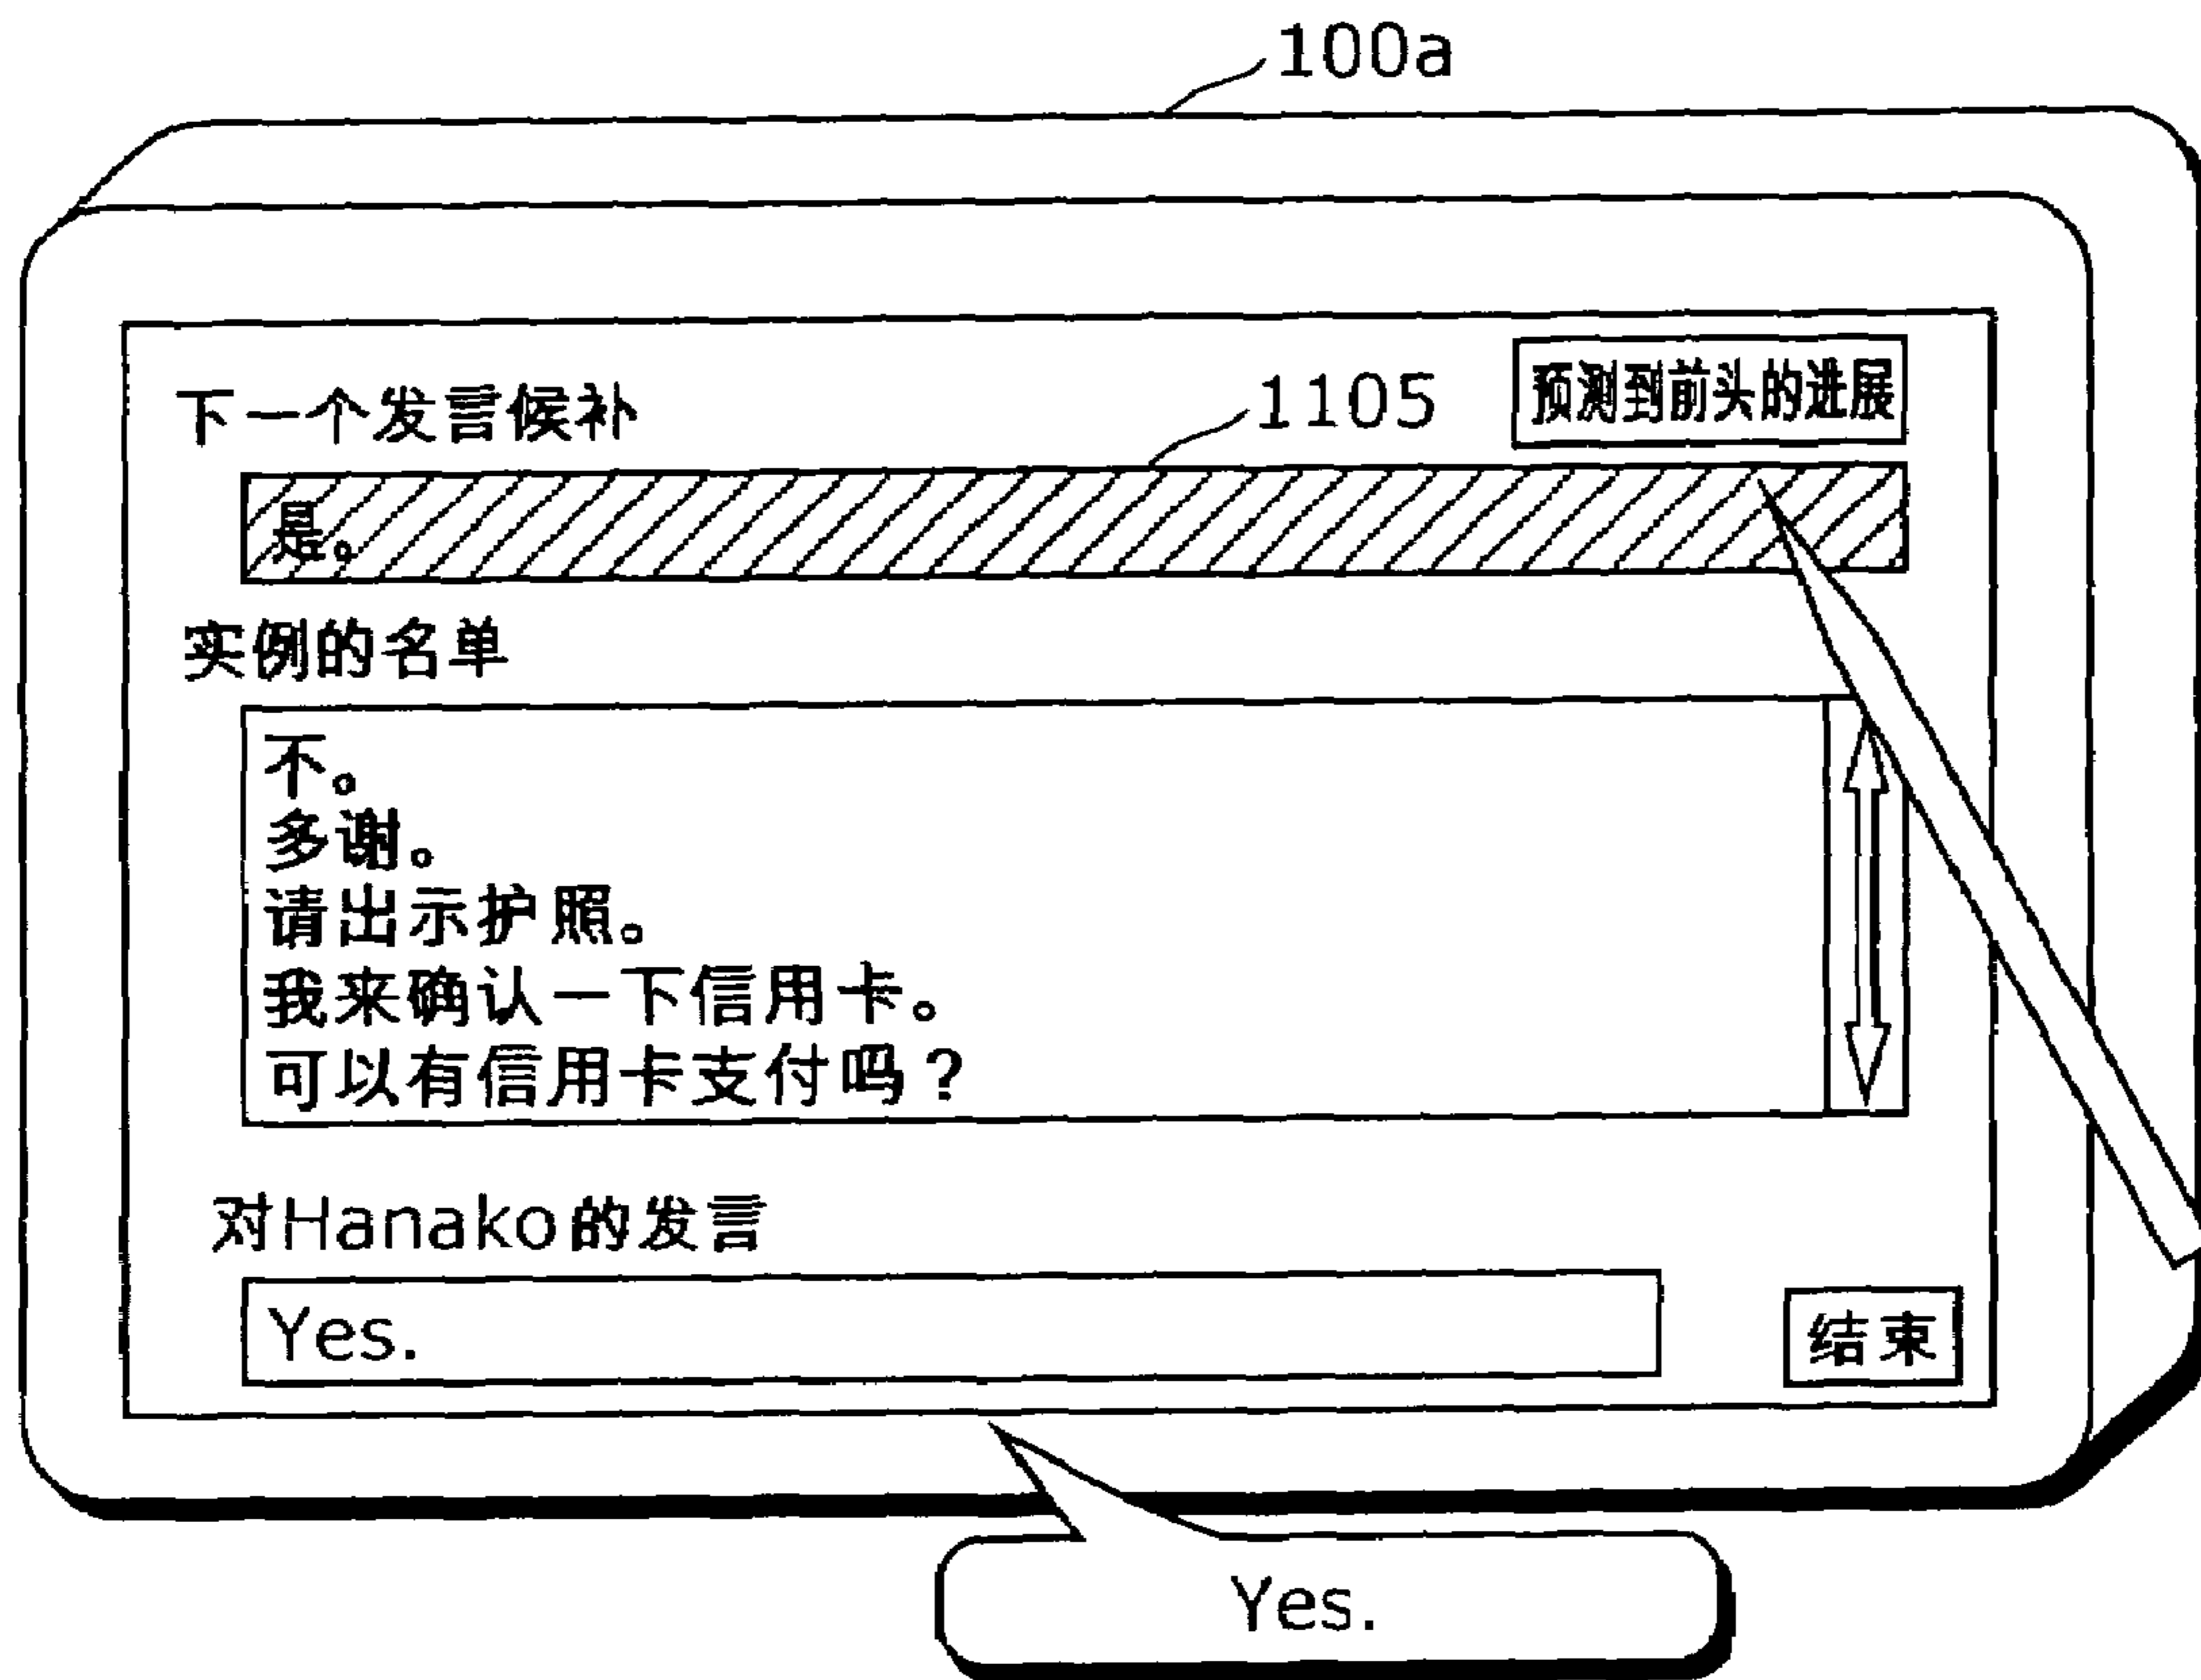 100a
下一个发言候补
1105
预测到前头的进展
是。
实例的名单
不。
多谢。
请出示护照。
我来确认一下信用卡。
可以有信用卡支付吗?
对Hanako的发言
Yes.
结束
Yes.